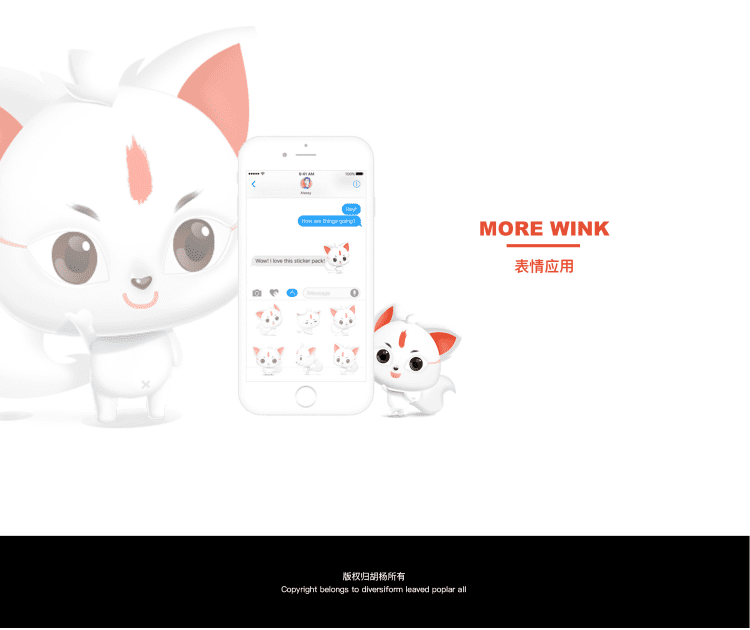 9:41 AM
100%
Hey!
How are things going?
Wow! I love this sticker pack!
iMessage
MORE WINK
表情应用
版权归胡杨所有
Copyright belongs to diversiform leaved poplar all